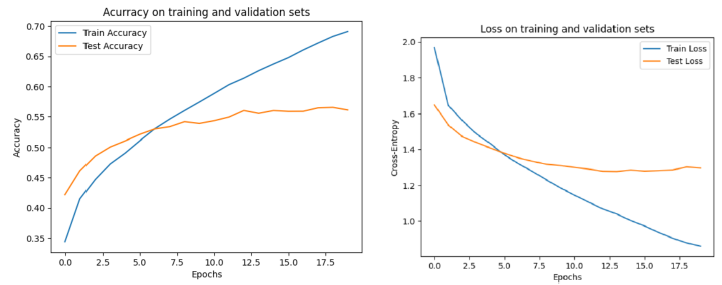 Acurracy on training and validation sets
Train Accuracy
Test Accuracy
Accuracy
0.70
0.65
0.60
0.55
0.50
0.45
0.40
0.35
0.0 2.5 5.0 7.5 10.0 12.5 15.0 17.5
Epochs
Loss on training and validation sets
Train Loss
Test Loss
Cross-Entropy
2.0
1.8
1.6
1.4
1.2
1.0
0.0 2.5 5.0 7.5 10.0 12.5 15.0 17.5
Epochs